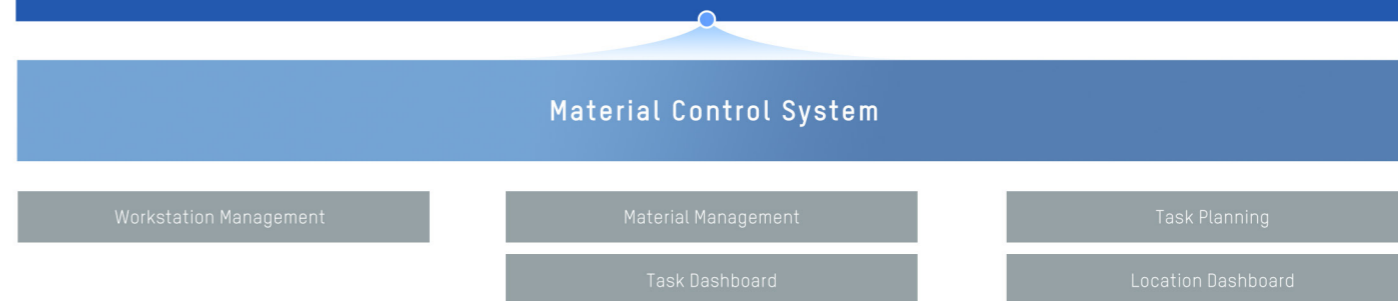 Material Control System
Workstation Management
Material Management
Task Planning
Task Dashboard
Location Dashboard